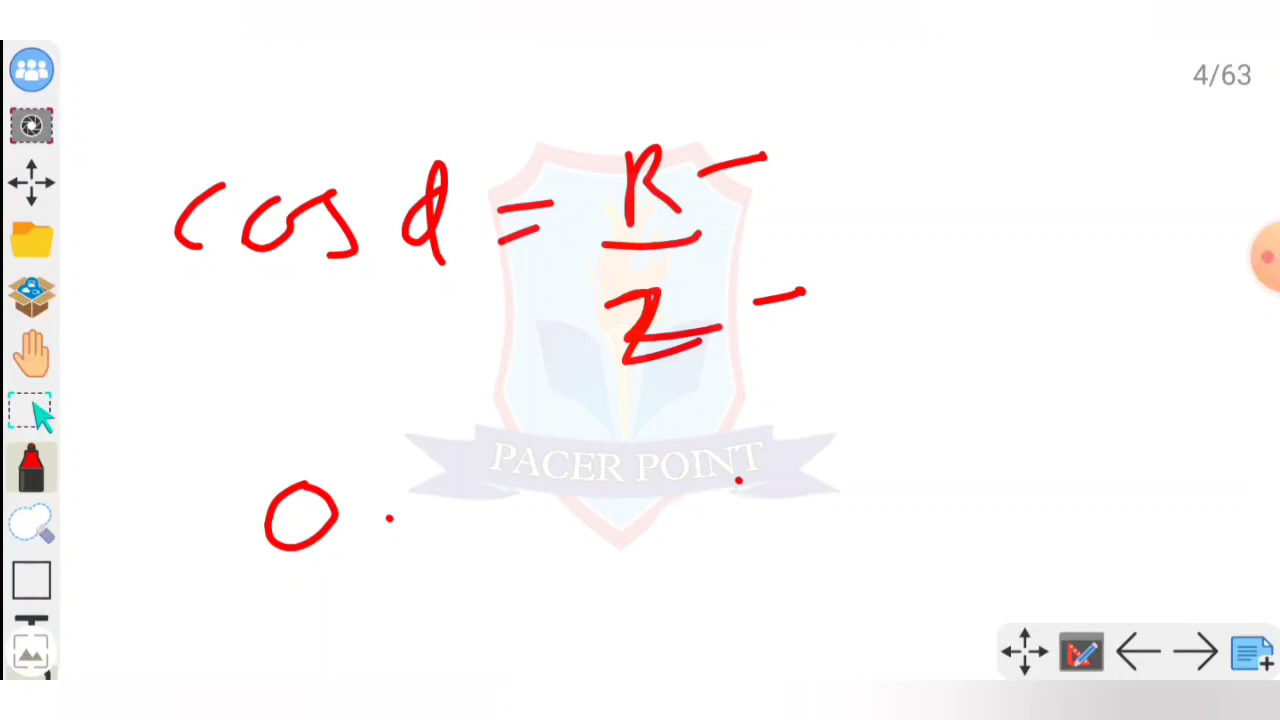 4/63
cos φ = R -
Z -
PACER POINT
0 .